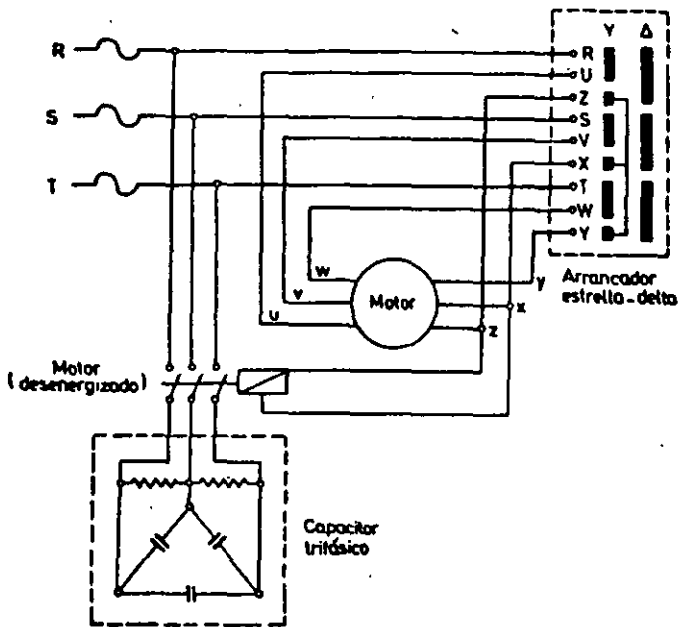 Y Δ
R
R
U
Z
S
S
V
X
T
T
W
Y
w
v
u
Motor
y
x
z
Arrancador
estrella-delta
Motor
(desenergizado)
Capacitor
trifásico